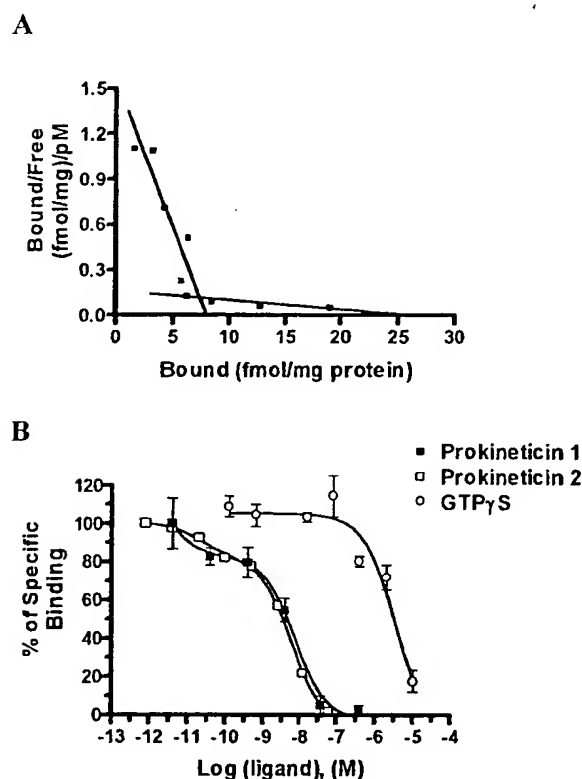 A
Bound/Free
(fmol/mg)/pM
1.5
1.2
0.9
0.6
0.3
0.0
0 5 10 15 20 25 30
Bound (fmol/mg protein)
B
Prokineticin 1
Prokineticin 2
GTPγS
% of Specific
Binding
120
100
80
60
40
20
0
-13 -12 -11 -10 -9 -8 -7 -6 -5 -4
Log (ligand), (M)